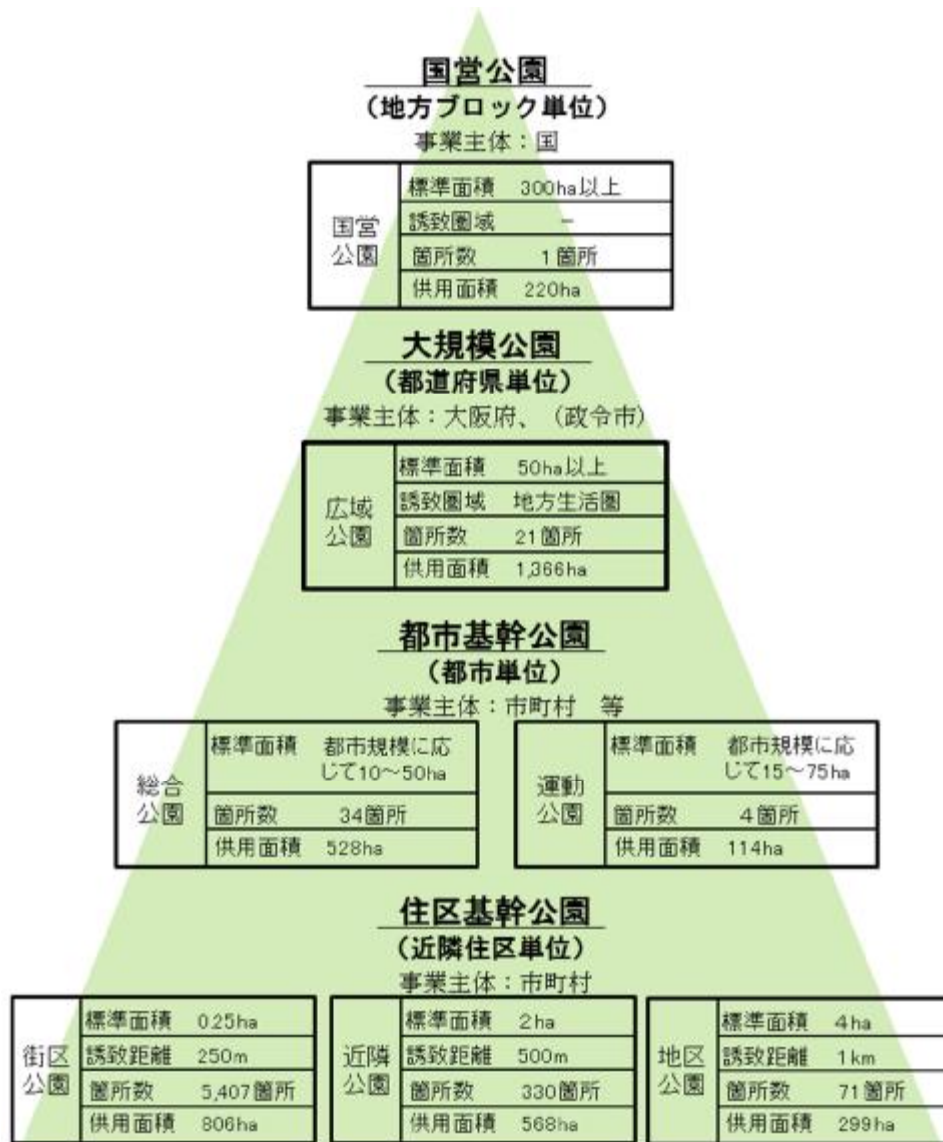 国営公園
（地方ブロック単位）
事業主体：国
国営
公園
標準面積 300ha以上
誘致圏域 －
箇所数 1箇所
供用面積 220ha
大規模公園
（都道府県単位）
事業主体：大阪府、（政令市）
広域
公園
標準面積 50ha以上
誘致圏域 地方生活圏
箇所数 21箇所
供用面積 1,366ha
都市基幹公園
（都市単位）
事業主体：市町村 等
総合
公園
標準面積 都市規模に応
じて10～50ha
箇所数 34箇所
供用面積 528ha
運動
公園
標準面積 都市規模に応
じて15～75ha
箇所数 4箇所
供用面積 114ha
住区基幹公園
（近隣住区単位）
事業主体：市町村
街区
公園
標準面積 0.25ha
誘致距離 250m
箇所数 5,407箇所
供用面積 806ha
近隣
公園
標準面積 2ha
誘致距離 500m
箇所数 330箇所
供用面積 568ha
地区
公園
標準面積 4ha
誘致距離 1km
箇所数 71箇所
供用面積 299ha